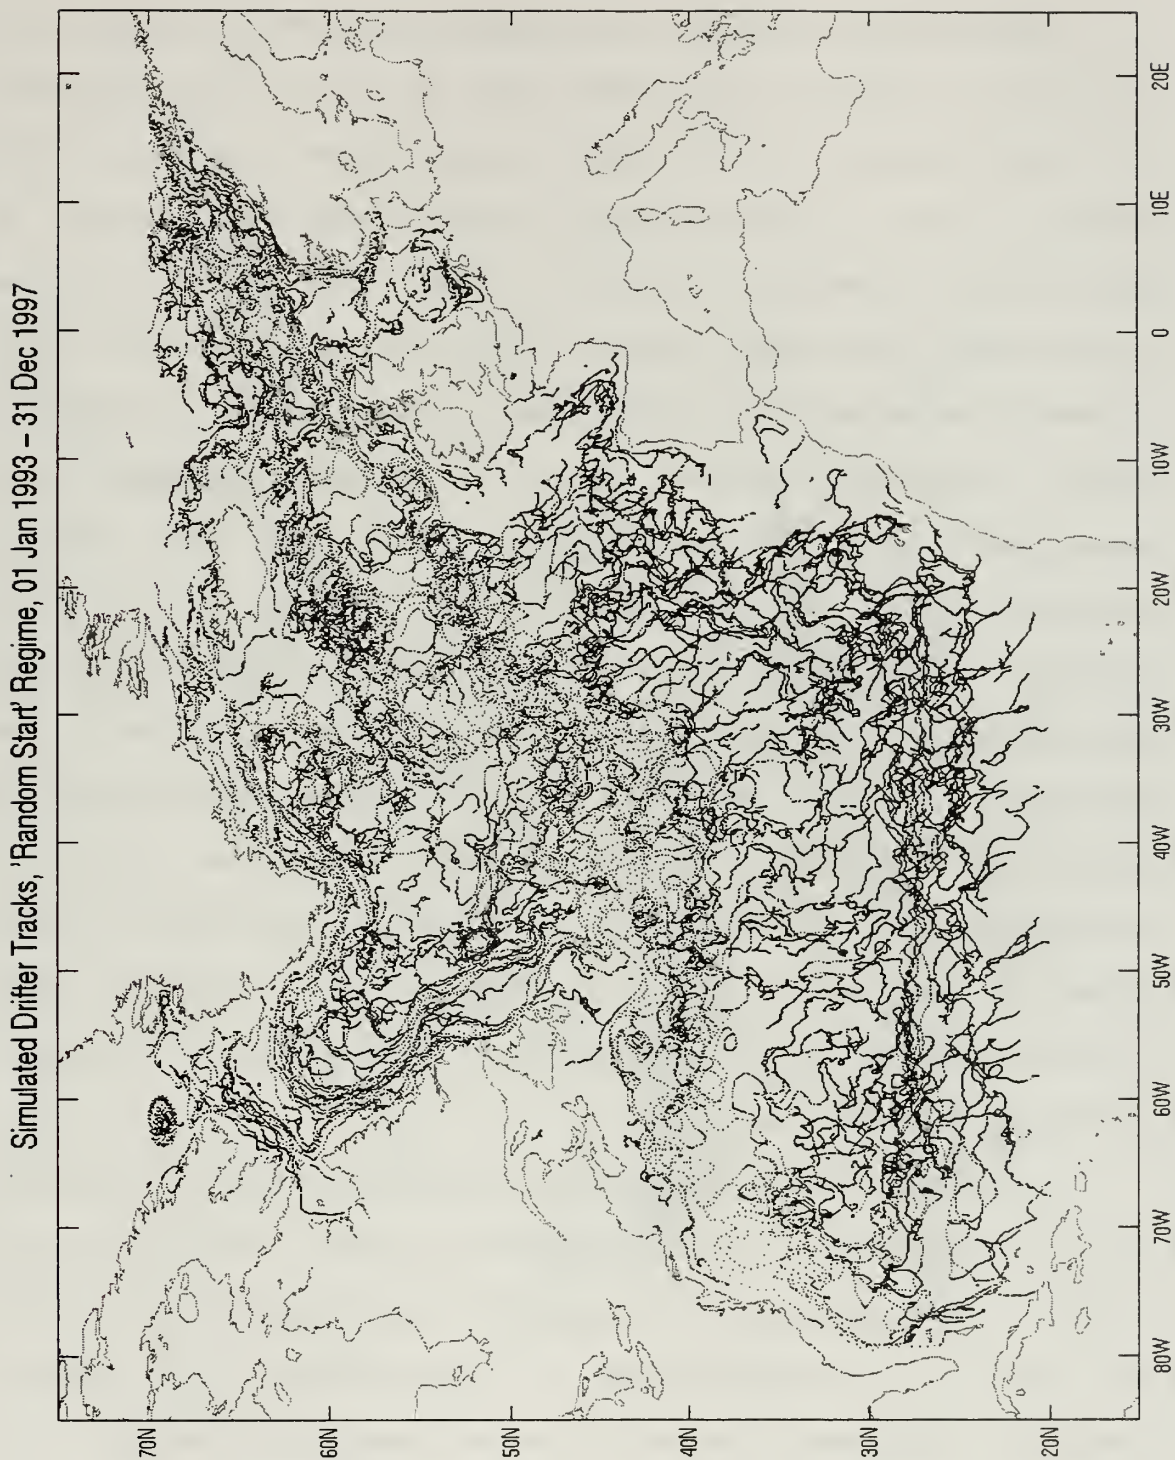 Simulated Drifter Tracks, 'Random Start' Regime, 01 Jan 1993 – 31 Dec 1997
70N
60N
50N
40N
30N
20N
80W
70W
60W
50W
40W
30W
20W
10W
0
10E
20E